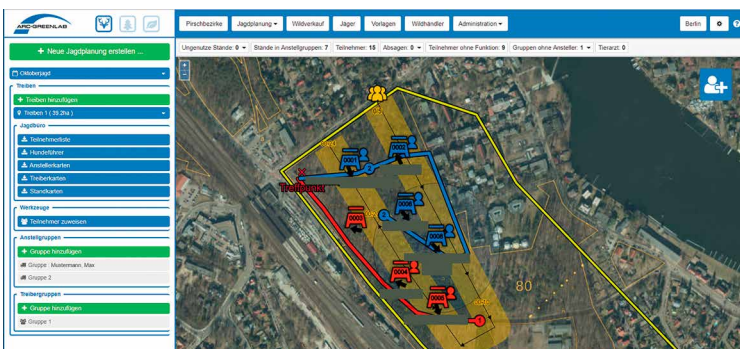 ARC-GREENLAB
Pirschbezirke Jagdplanung Wildverkauf Jäger Vorlagen Wildhändler Administration Berlin
+ Neue Jagdplanung erstellen ...
Ungenutze Stände: 0 Stände in Anstellgruppen: 7 Teilnehmer: 15 Absagen: 0 Teilnehmer ohne Funktion: 9 Gruppen ohne Ansteller: 1 Tierarzt: 0
Oktoberjagd
Treiben
+ Treiben hinzufügen
Treiben 1 ( 39.2ha )
Jagdbüro
Teilnehmerliste
Hundeführer
Anstellerkarten
Treiberkarten
Standkarten
Werkzeuge
Teilnehmer zuweisen
Anstellgruppen
+ Gruppe hinzufügen
Gruppe : Mustermann, Max
Gruppe 2
Treibergruppen
+ Gruppe hinzufügen
Gruppe 1
0001
0002
2
Treffpunkt
0003
0006
0004
80
1